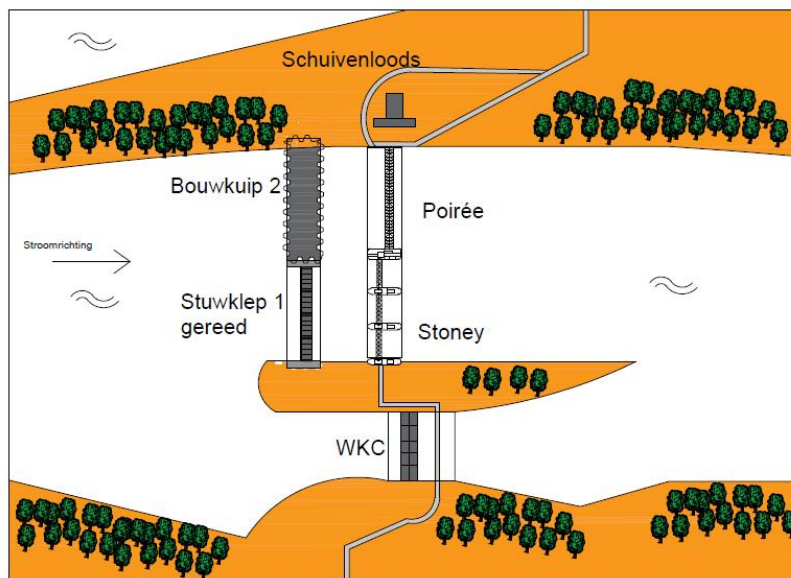 Schuivenloods
Bouwkuip 2
Poirée
Stroomrichting
Stuwklep 1
gereed
Stoney
WKC